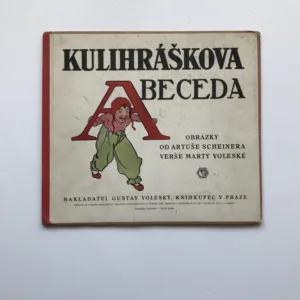 KULIHRÁŠKOVA
ABECEDA
OBRÁZKY
OD ARTUŠE SCHEINERA
VERŠE MARTY VOLESKÉ
NAKLADATEL GUSTAV VOLESKÝ, KNIHKUPEC V PRAZE